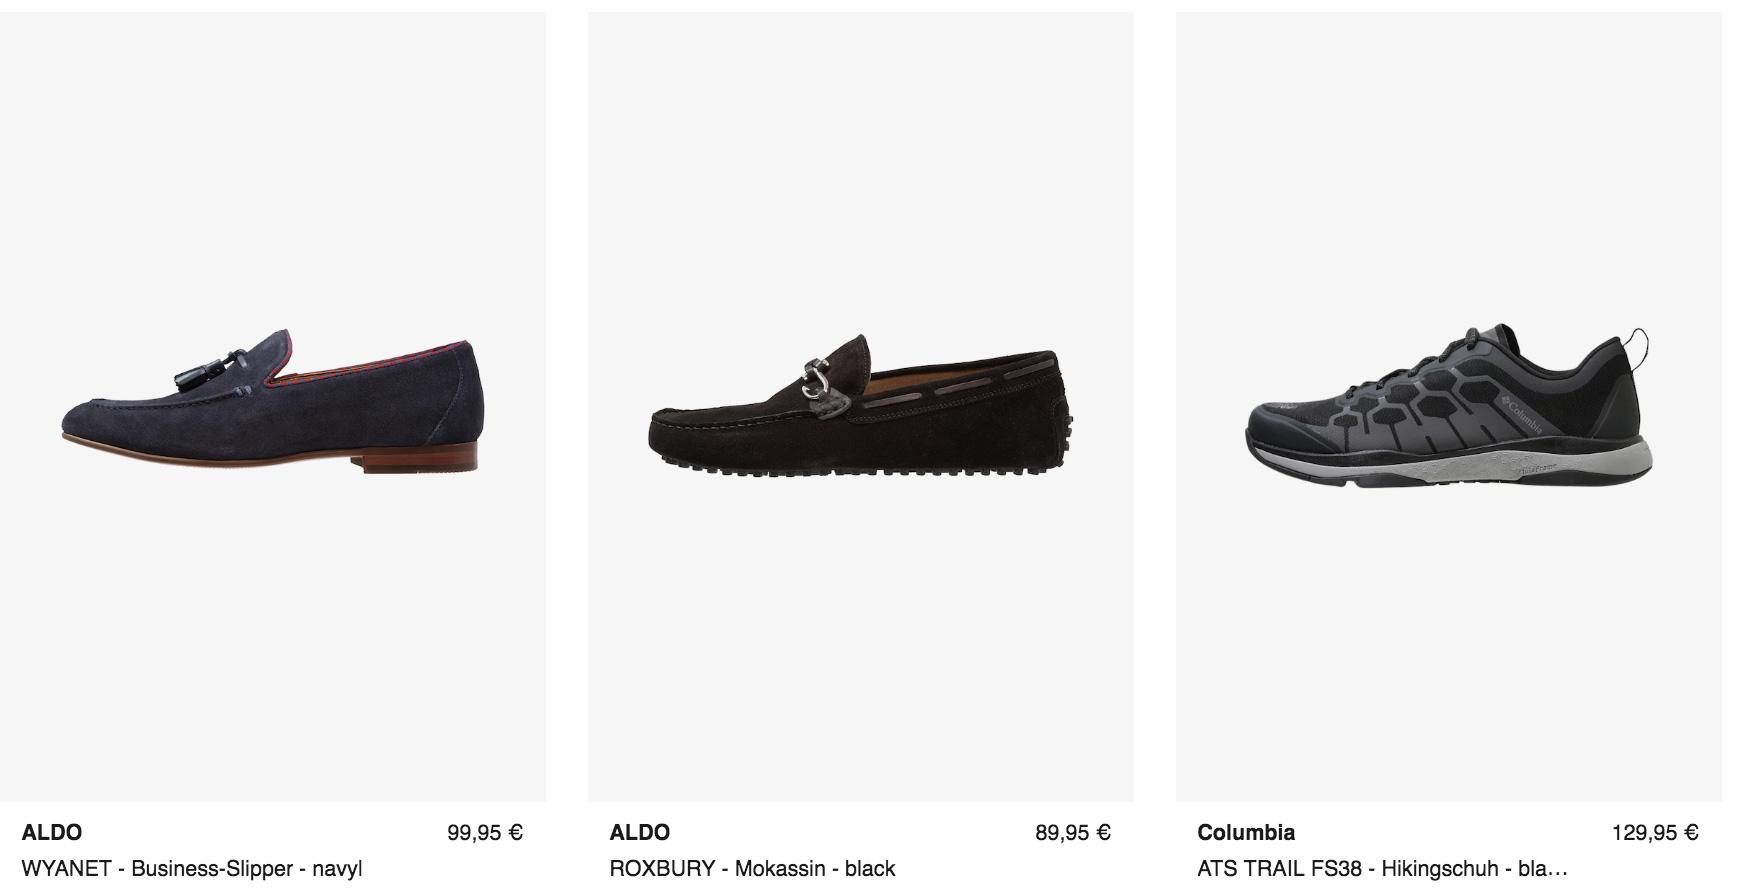 Columbia
ALDO 99,95 €
WYANET - Business-Slipper - navyl
ALDO 89,95 €
ROXBURY - Mokassin - black
Columbia 129,95 €
ATS TRAIL FS38 - Hikingschuh - bla...